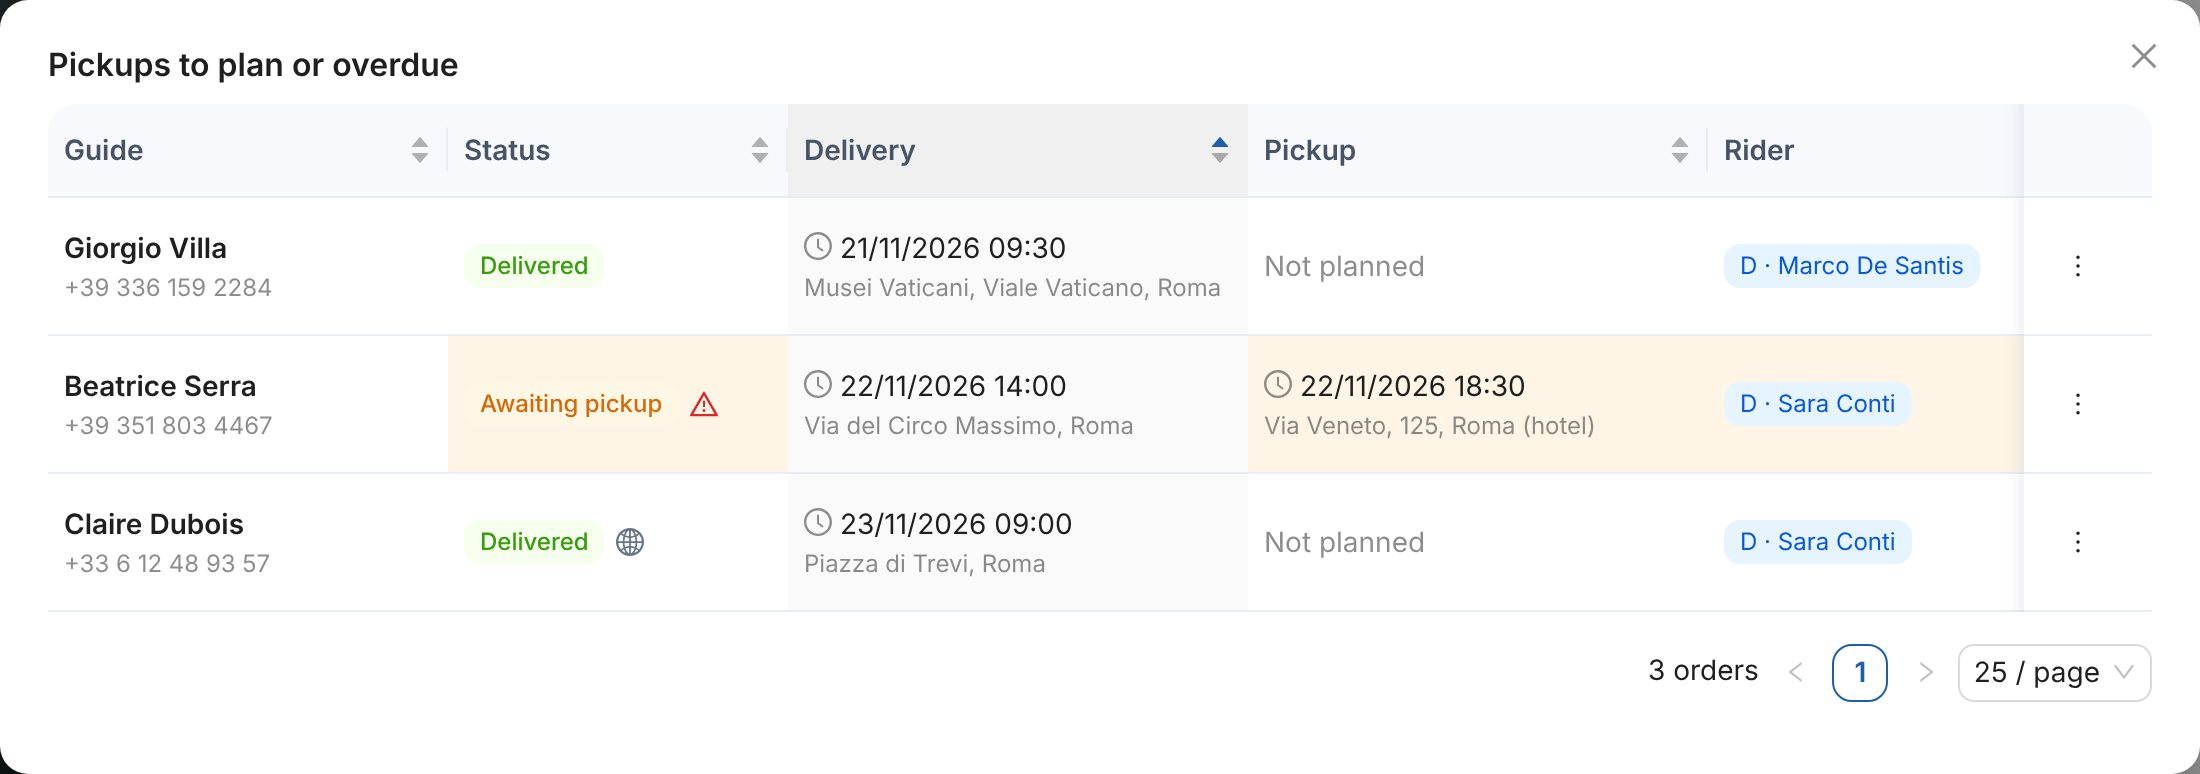 Pickups to plan or overdue
Guide Status Delivery Pickup Rider
Giorgio Villa
+39 336 159 2284
Delivered
21/11/2026 09:30
Musei Vaticani, Viale Vaticano, Roma
Not planned
D · Marco De Santis
Beatrice Serra
+39 351 803 4467
Awaiting pickup
22/11/2026 14:00
Via del Circo Massimo, Roma
22/11/2026 18:30
Via Veneto, 125, Roma (hotel)
D · Sara Conti
Claire Dubois
+33 6 12 48 93 57
Delivered
23/11/2026 09:00
Piazza di Trevi, Roma
Not planned
D · Sara Conti
3 orders < 1 > 25 / page